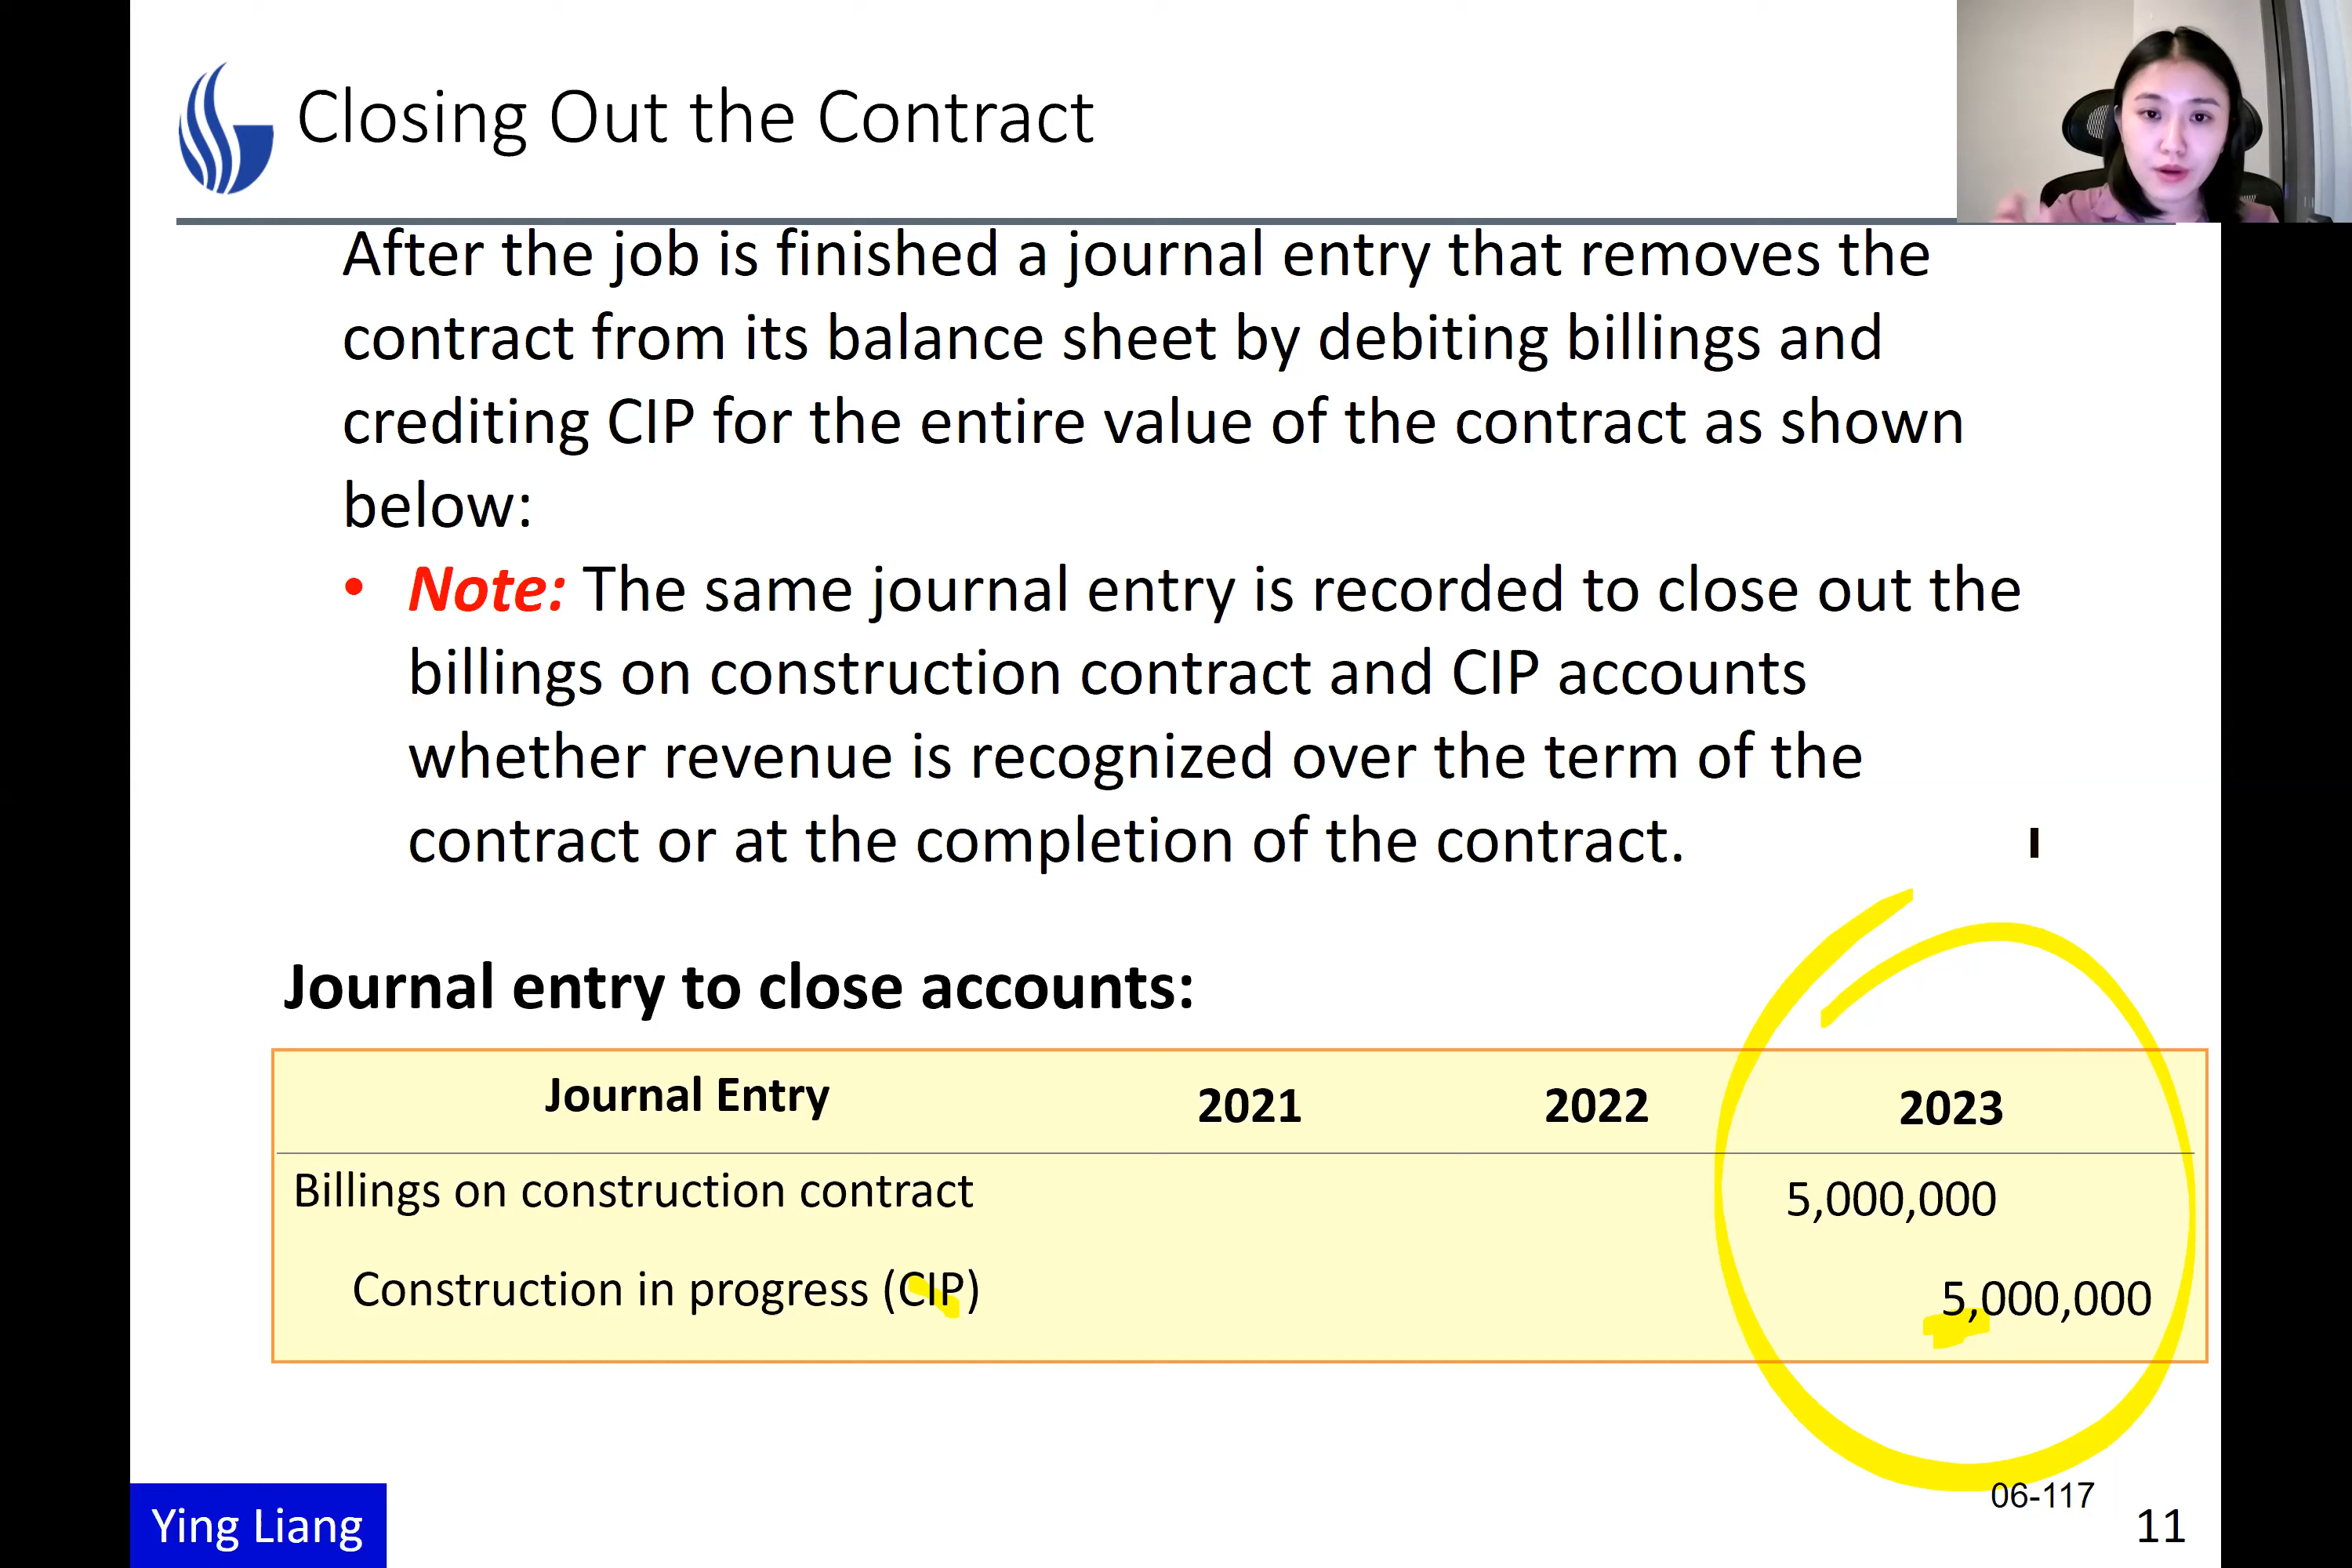 Closing Out the Contract
After the job is finished a journal entry that removes the
contract from its balance sheet by debiting billings and
crediting CIP for the entire value of the contract as shown
below:
• Note: The same journal entry is recorded to close out the
billings on construction contract and CIP accounts
whether revenue is recognized over the term of the
contract or at the completion of the contract.
Journal entry to close accounts:
Journal Entry 2021 2022 2023
Billings on construction contract 5,000,000
Construction in progress (CIP) 5,000,000
06-117
Ying Liang 11